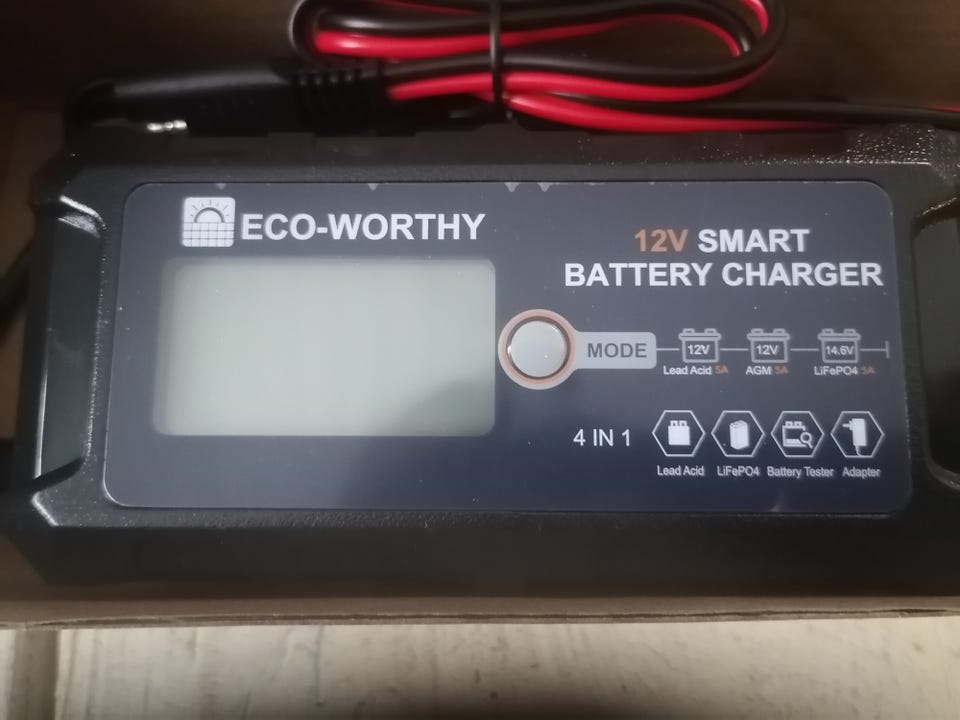 ECO-WORTHY
12V SMART
BATTERY CHARGER
MODE
12V
12V
14.6V
Lead Acid 5A
AGM 5A
LiFePO4 5A
4 IN 1
Lead Acid
LiFePO4
Battery Tester
Adapter